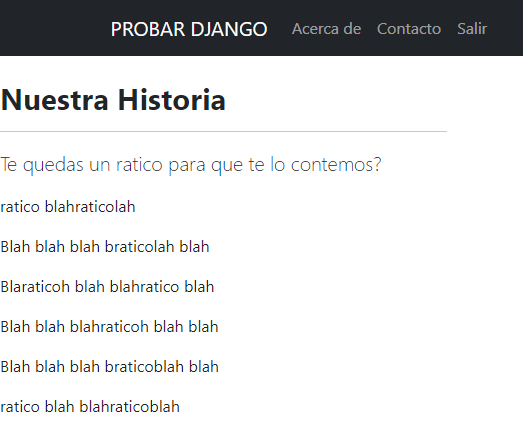 PROBAR DJANGO Acerca de Contacto Salir
Nuestra Historia
Te quedas un ratico para que te lo contemos?
ratico blahraticolah
Blah blah blah braticolah blah
Blaraticoh blah blahratico blah
Blah blah blahraticoh blah blah
Blah blah blah braticoblah blah
ratico blah blahraticoblah